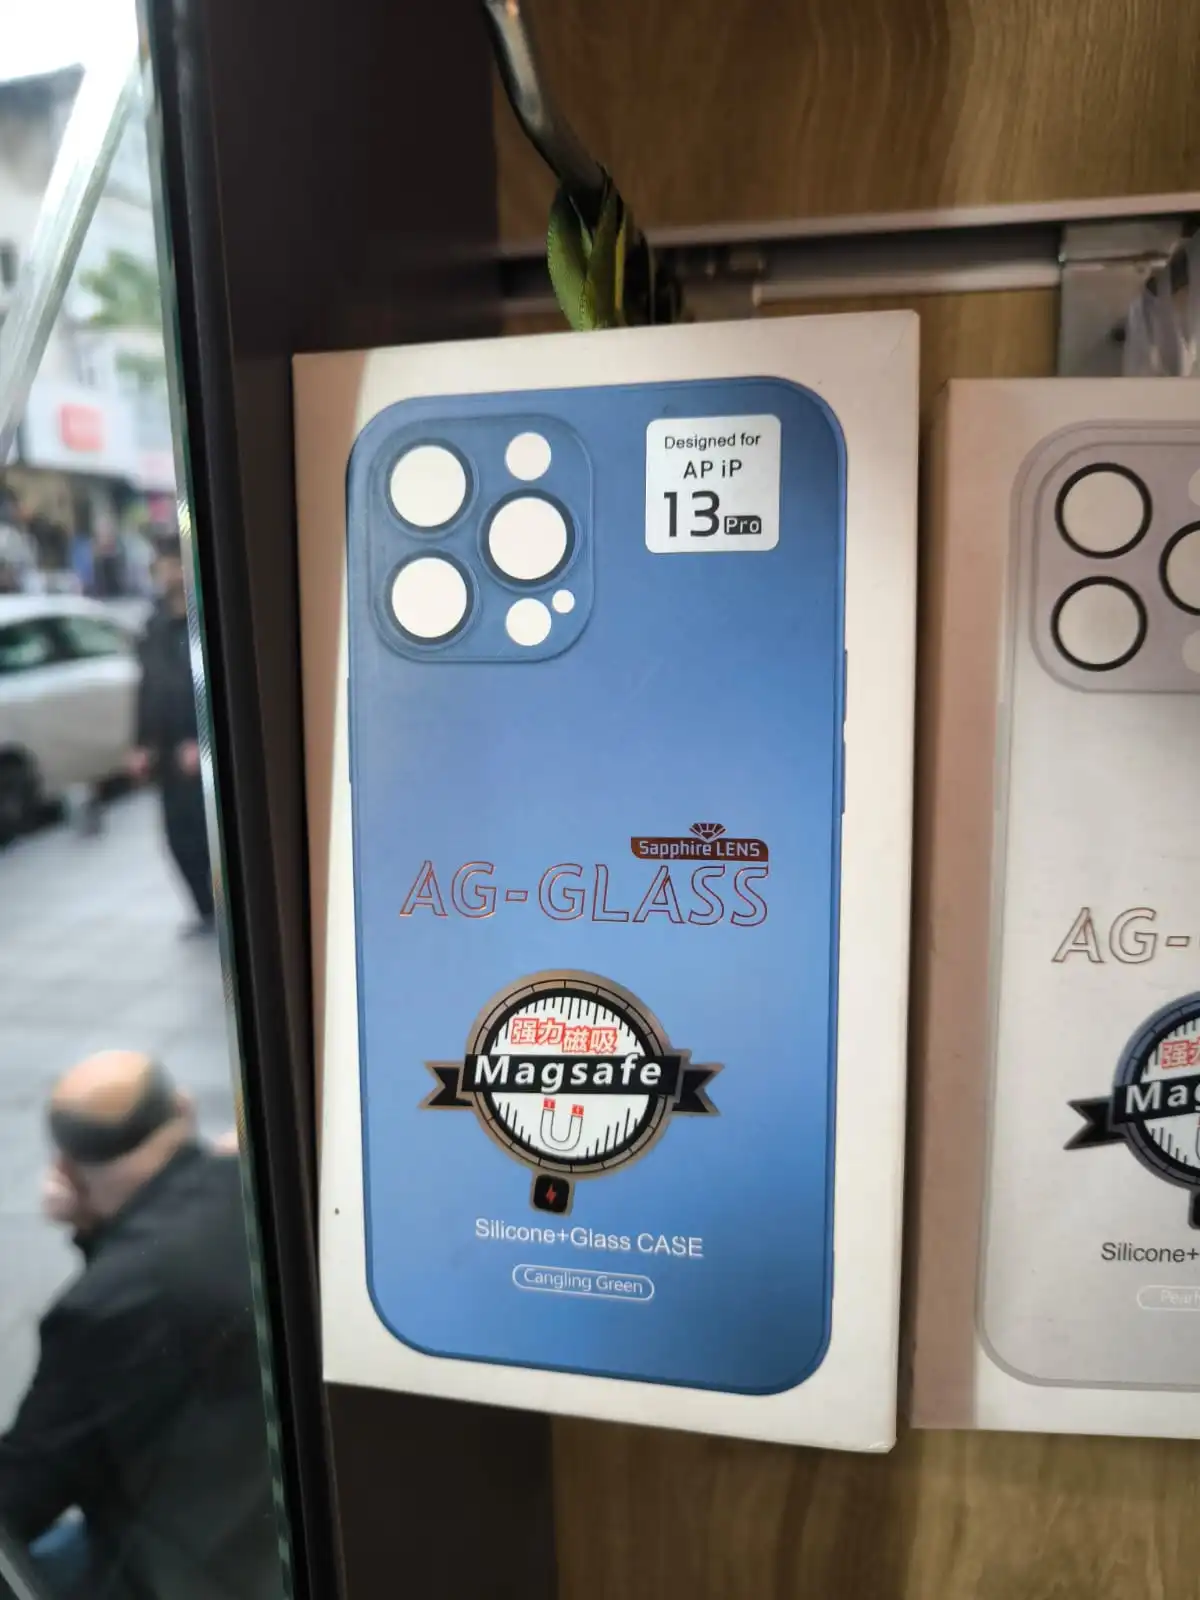 Designed for
AP iP
13 Pro
Sapphire LENS
AG-GLASS
强力磁吸
Magsafe
Silicone+Glass CASE
Cangling Green
AG-
Silicone+